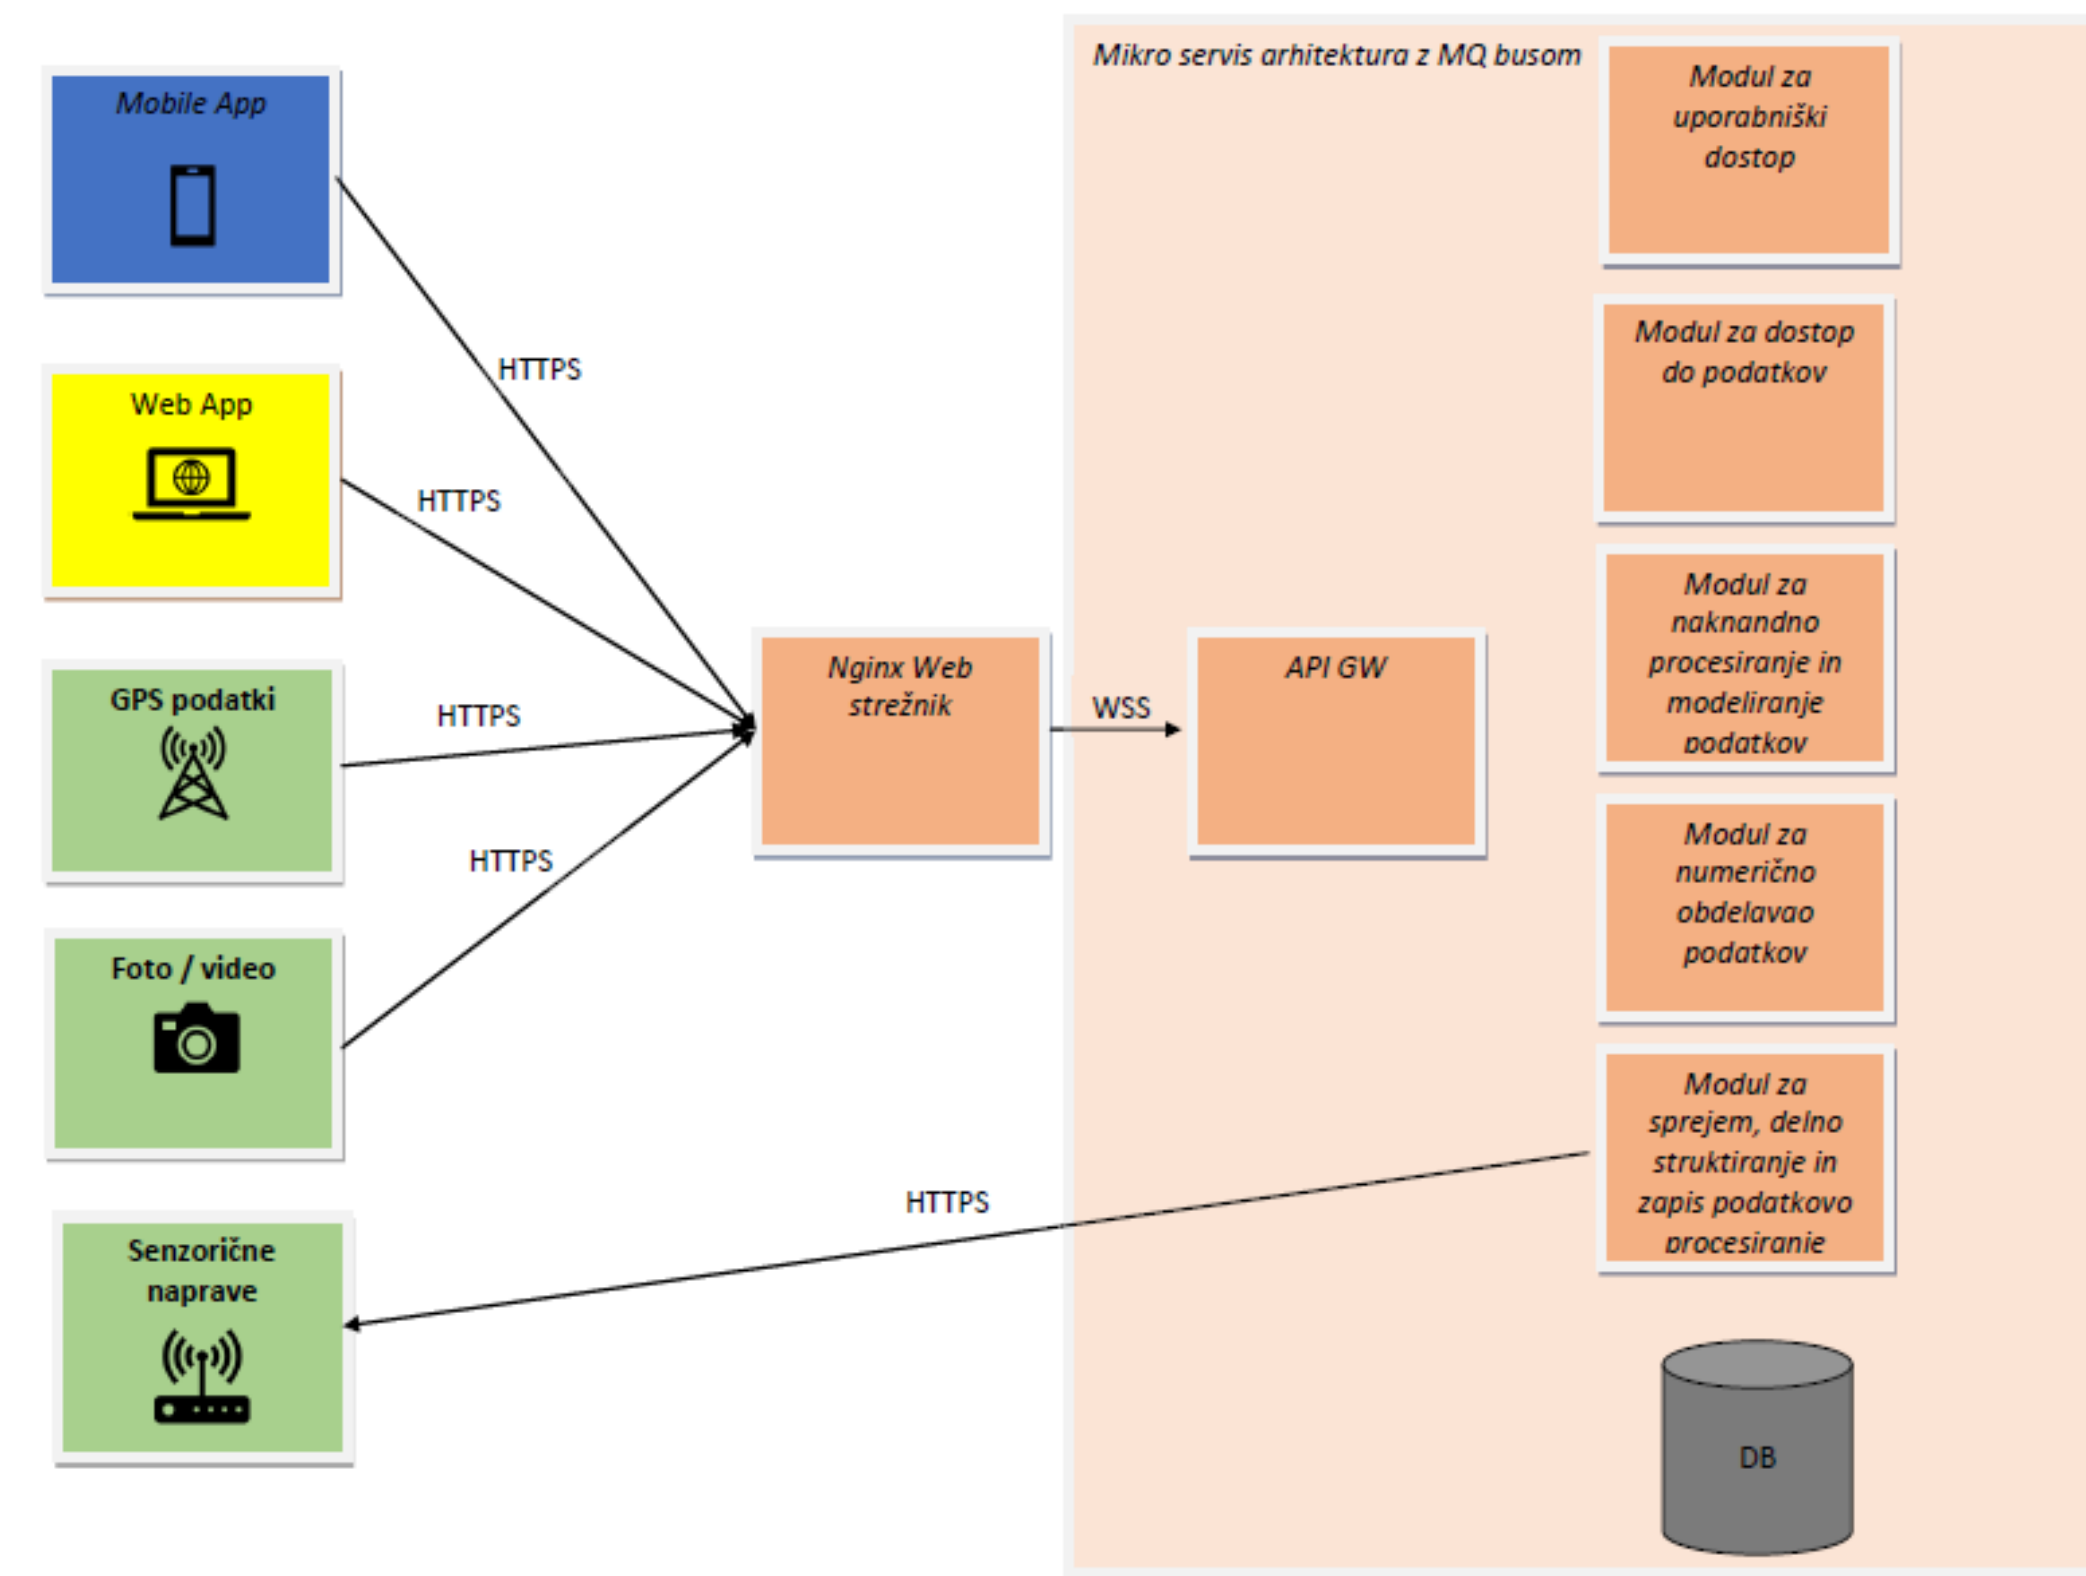 Mikro servis arhitektura z MQ busom
Mobile App
Web App
GPS podatki
Foto / video
Senzorične
naprave
HTTPS
HTTPS
HTTPS
HTTPS
HTTPS
Nginx Web
strežnik
WSS
API GW
Modul za
uporabniški
dostop
Modul za dostop
do podatkov
Modul za
naknandno
procesiranje in
modeliranje
podatkov
Modul za
numerično
obdelavao
podatkov
Modul za
sprejem, delno
struktiranje in
zapis podatkovo
procesiranje
DB